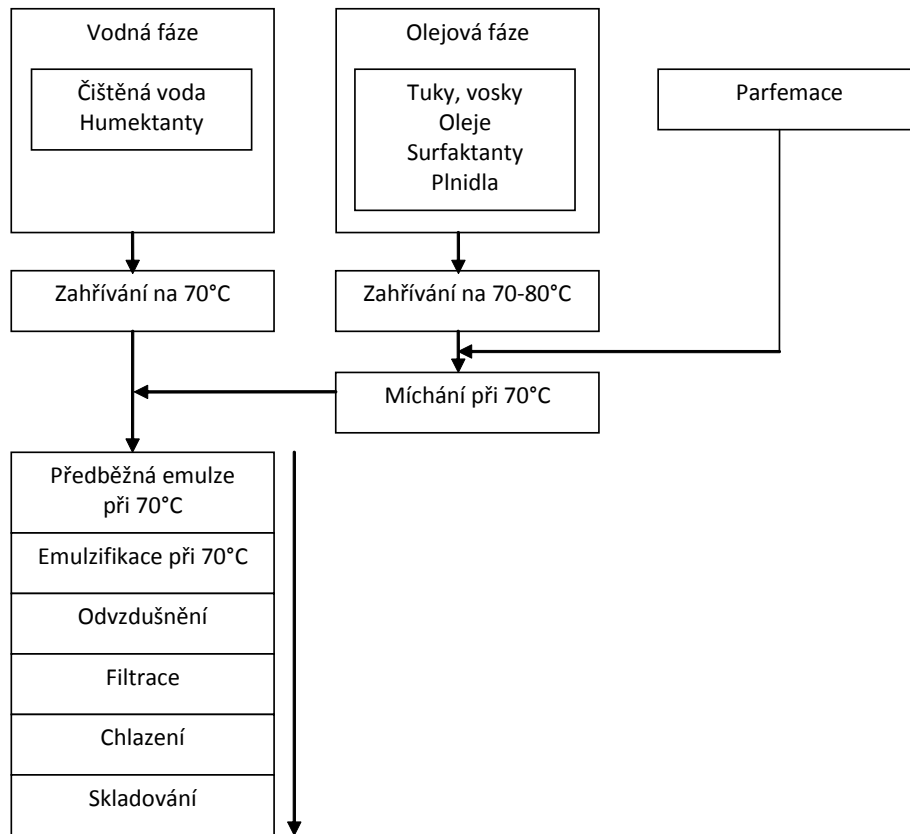 Vodná fáze
Čištěná voda
Humektanty
Olejová fáze
Tuky, vosky
Oleje
Surfaktanty
Plnidla
Parfemace
Zahřívání na 70°C
Zahřívání na 70-80°C
Míchání při 70°C
Předběžná emulze
při 70°C
Emulzifikace při 70°C
Odvzdušnění
Filtrace
Chlazení
Skladování